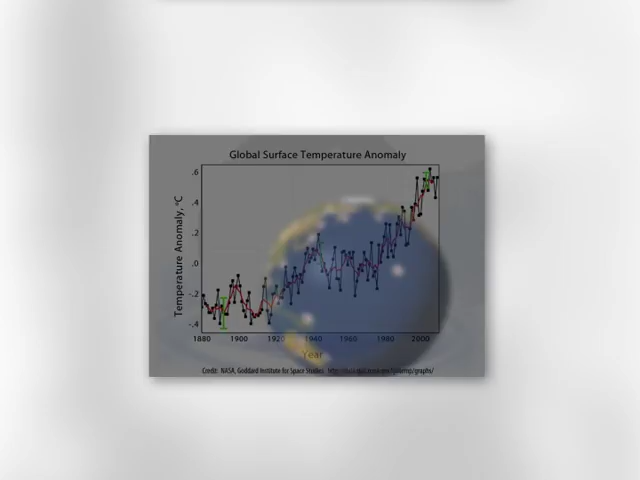 Global Surface Temperature Anomaly
Temperature Anomaly, °C
.6
.4
.2
.0
-.2
-.4
1880 1900 1920 1940 1960 1980 2000
Year
Credit: NASA, Goddard Institute for Space Studies